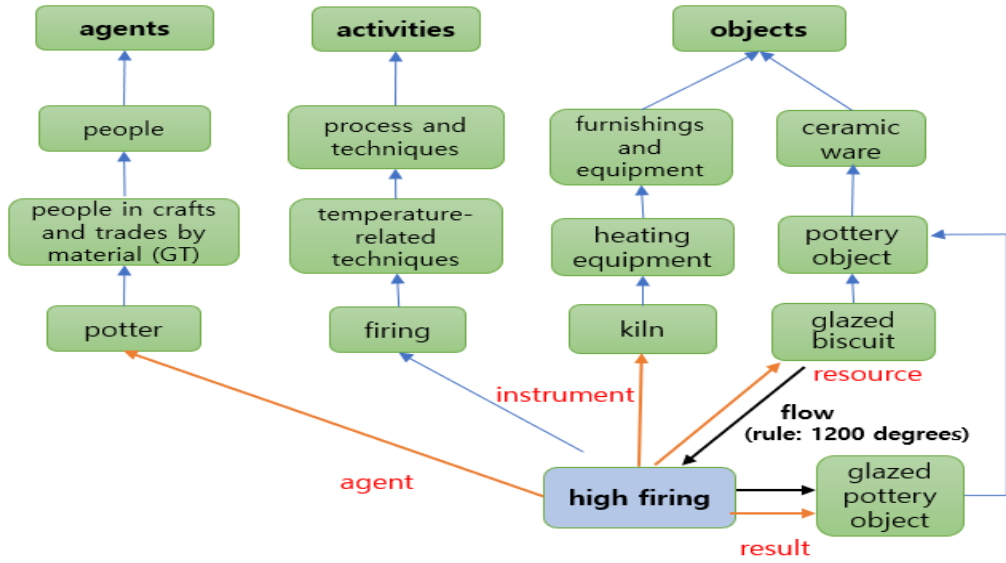 agents
activities
objects
people
process and
techniques
furnishings
and
equipment
ceramic
ware
people in crafts
and trades by
material (GT)
temperature-
related
techniques
heating
equipment
pottery
object
potter
firing
kiln
glazed
biscuit
instrument
resource
flow
(rule: 1200 degrees)
agent
high firing
glazed
pottery
object
result